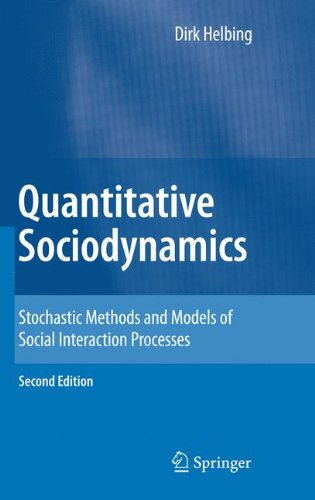 Dirk Helbing
Quantitative
Sociodynamics
Stochastic Methods and Models of
Social Interaction Processes
Second Edition
Springer